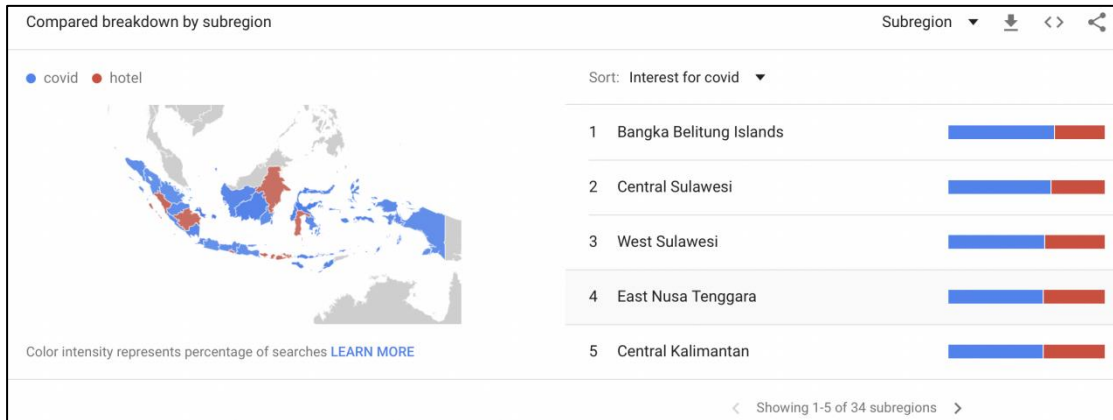 Compared breakdown by subregion
Subregion
covid hotel
Sort: Interest for covid
1 Bangka Belitung Islands
2 Central Sulawesi
3 West Sulawesi
4 East Nusa Tenggara
5 Central Kalimantan
Color intensity represents percentage of searches LEARN MORE
Showing 1-5 of 34 subregions